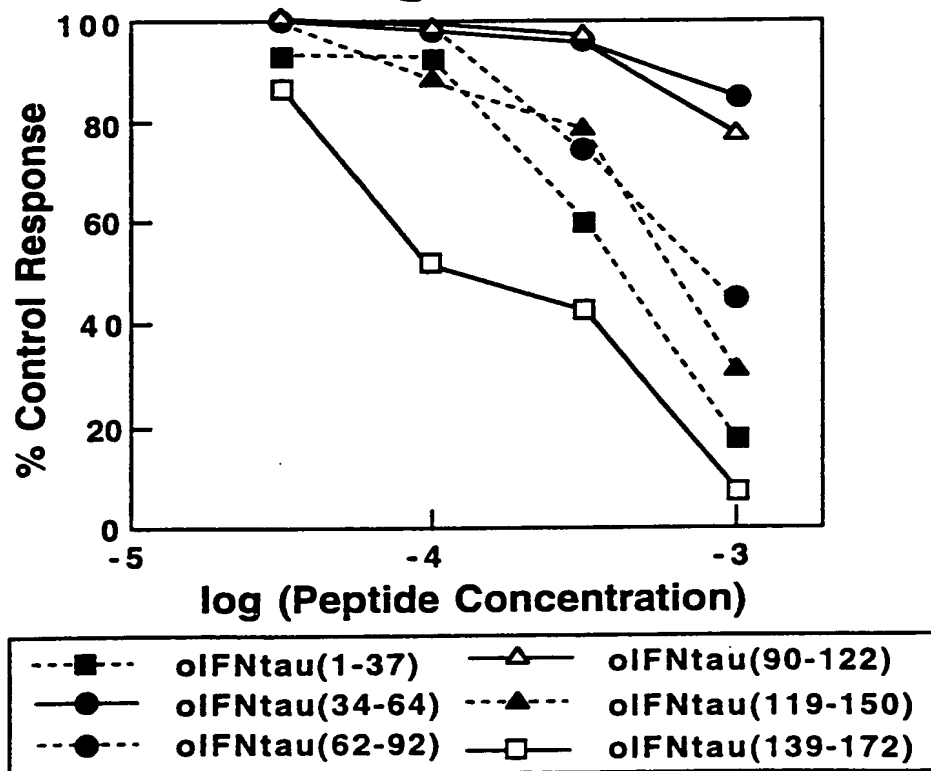 100
80
60
40
20
0
% Control Response
-5
-4
-3
log (Peptide Concentration)
oIFNtau(1-37)
oIFNtau(34-64)
oIFNtau(62-92)
oIFNtau(90-122)
oIFNtau(119-150)
oIFNtau(139-172)